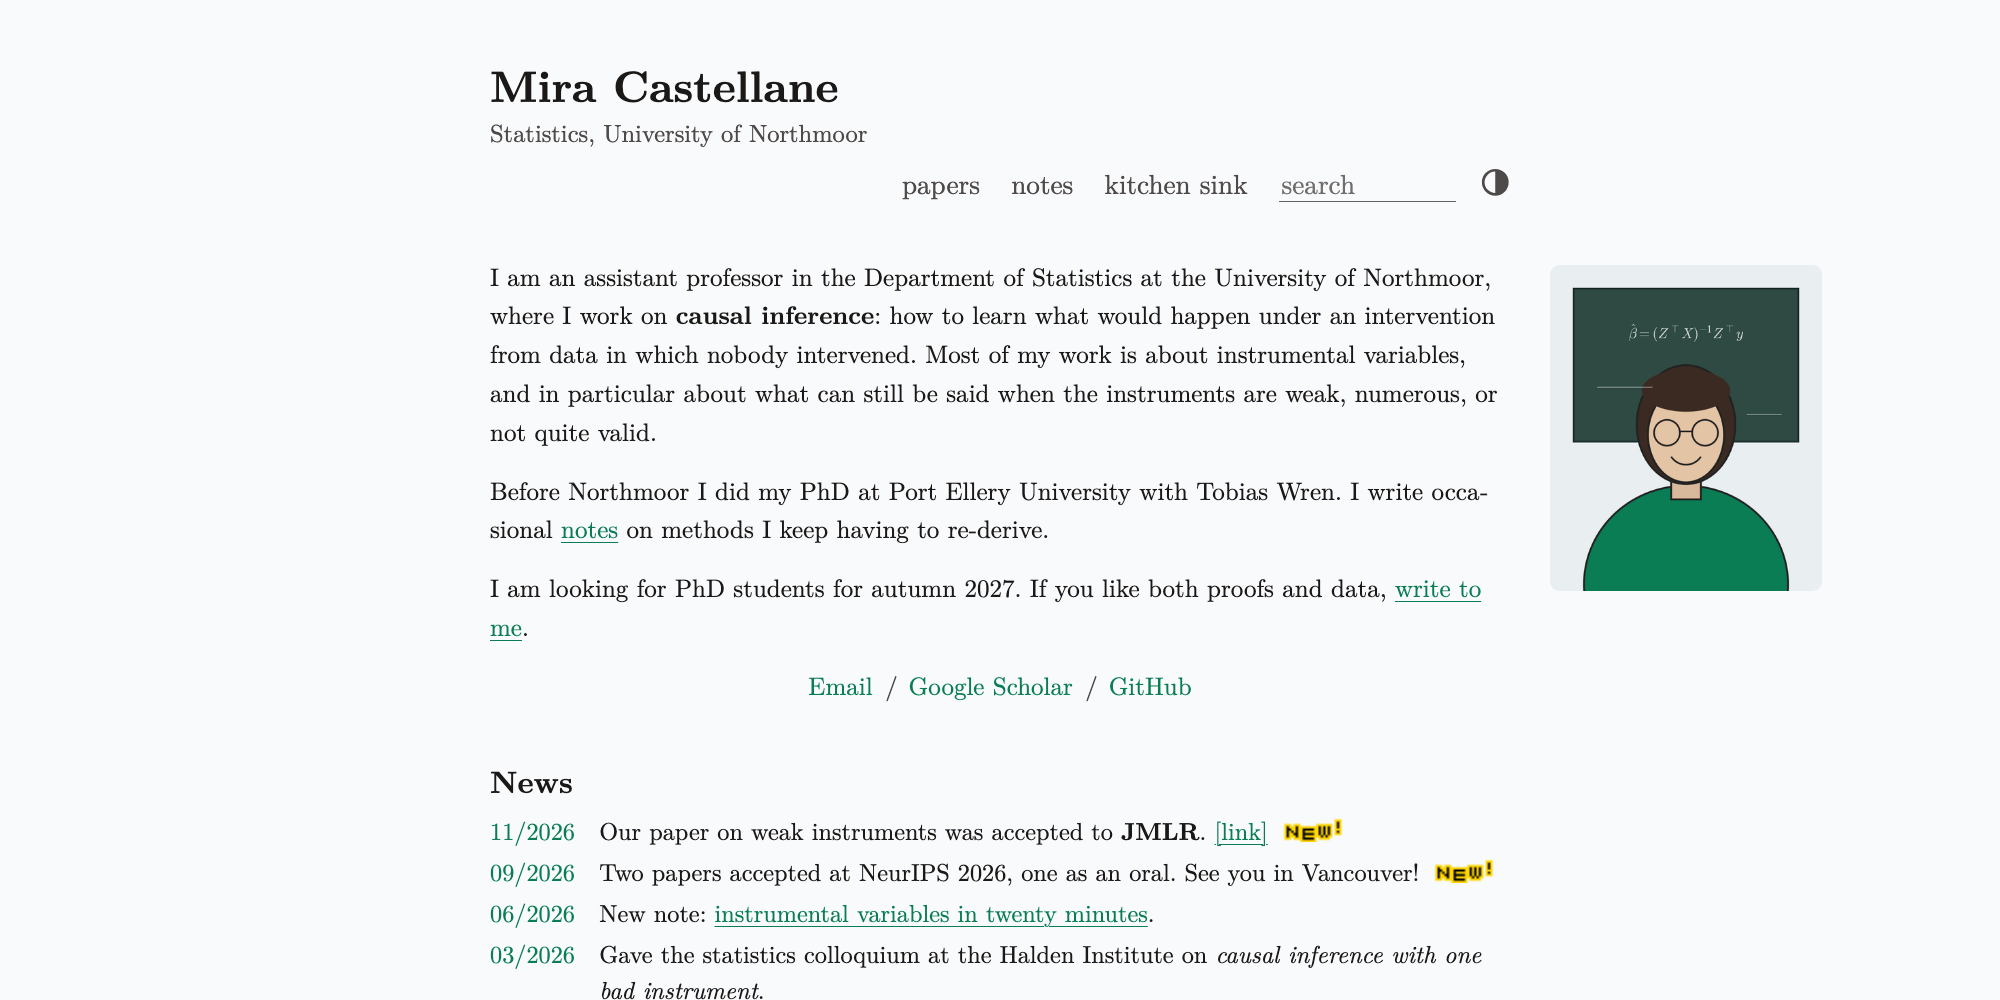 Mira Castellane
Statistics, University of Northmoor
papers notes kitchen sink search
I am an assistant professor in the Department of Statistics at the University of Northmoor,
where I work on causal inference: how to learn what would happen under an intervention
from data in which nobody intervened. Most of my work is about instrumental variables,
and in particular about what can still be said when the instruments are weak, numerous, or
not quite valid.
β̂ = (Z⊤X)⁻¹Z⊤y
Before Northmoor I did my PhD at Port Ellery University with Tobias Wren. I write occa-
sional notes on methods I keep having to re-derive.
I am looking for PhD students for autumn 2027. If you like both proofs and data, write to
me.
Email / Google Scholar / GitHub
News
11/2026 Our paper on weak instruments was accepted to JMLR. [link] NEW!
09/2026 Two papers accepted at NeurIPS 2026, one as an oral. See you in Vancouver! NEW!
06/2026 New note: instrumental variables in twenty minutes.
03/2026 Gave the statistics colloquium at the Halden Institute on causal inference with one
bad instrument.